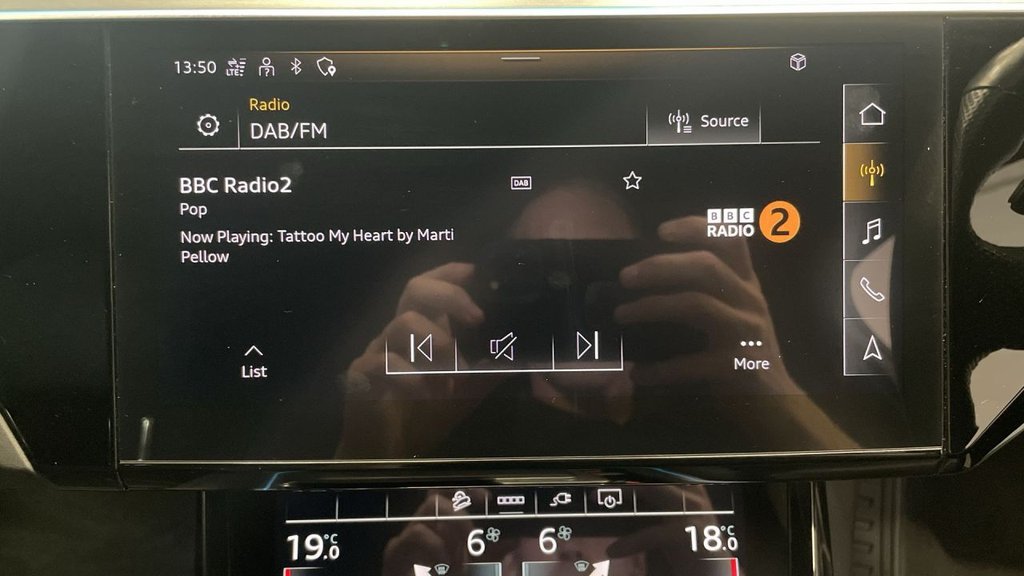 13:50 LTE
Radio
DAB/FM
Source
BBC Radio2
DAB
Pop
Now Playing: Tattoo My Heart by Marti
Pellow
BBC
RADIO 2
List
More
19.0°C 6 6 18.0°C